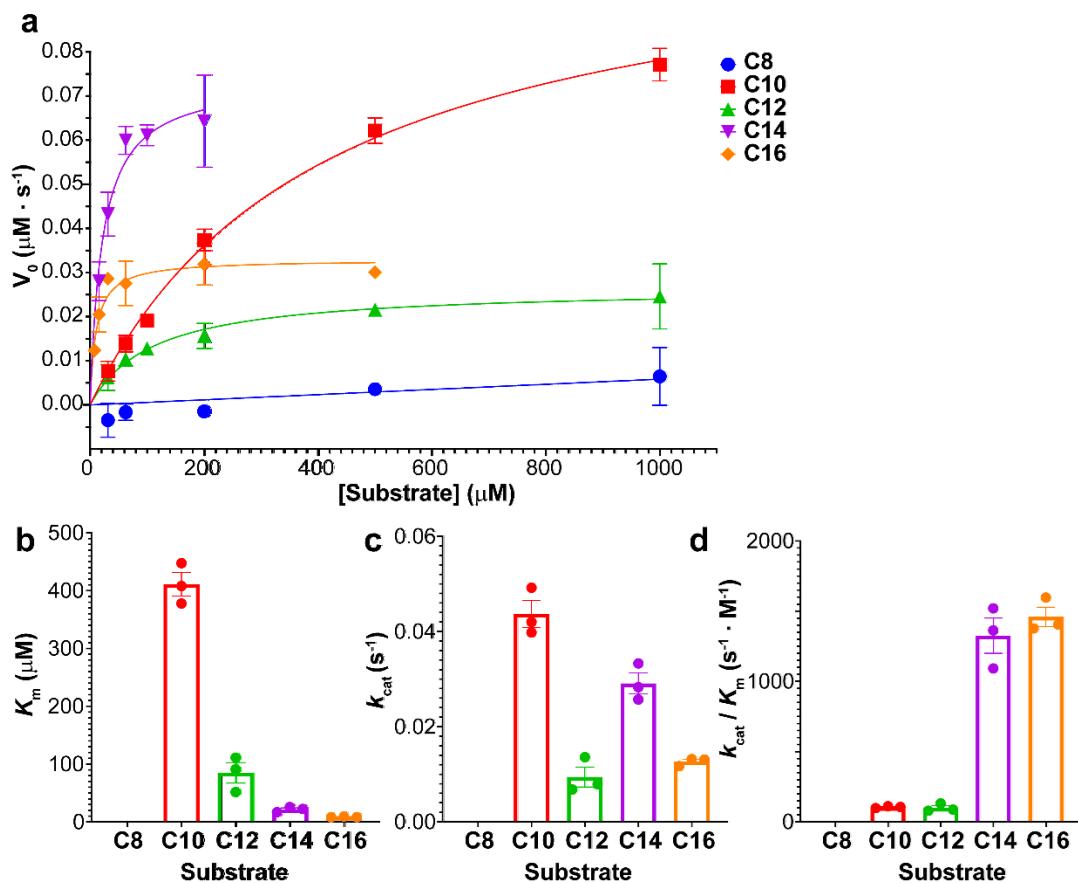 a
V0 (μM · s-1)
0.08
0.07
0.06
0.05
0.04
0.03
0.02
0.01
0.00
0
200
400
600
800
1000
[Substrate] (μM)
C8
C10
C12
C14
C16
b
Km (μM)
500
400
300
200
100
0
C8 C10 C12 C14 C16
Substrate
c
kcat (s-1)
0.06
0.04
0.02
0.00
C8 C10 C12 C14 C16
Substrate
d
kcat / Km (s-1 · M-1)
2000
1000
0
C8 C10 C12 C14 C16
Substrate